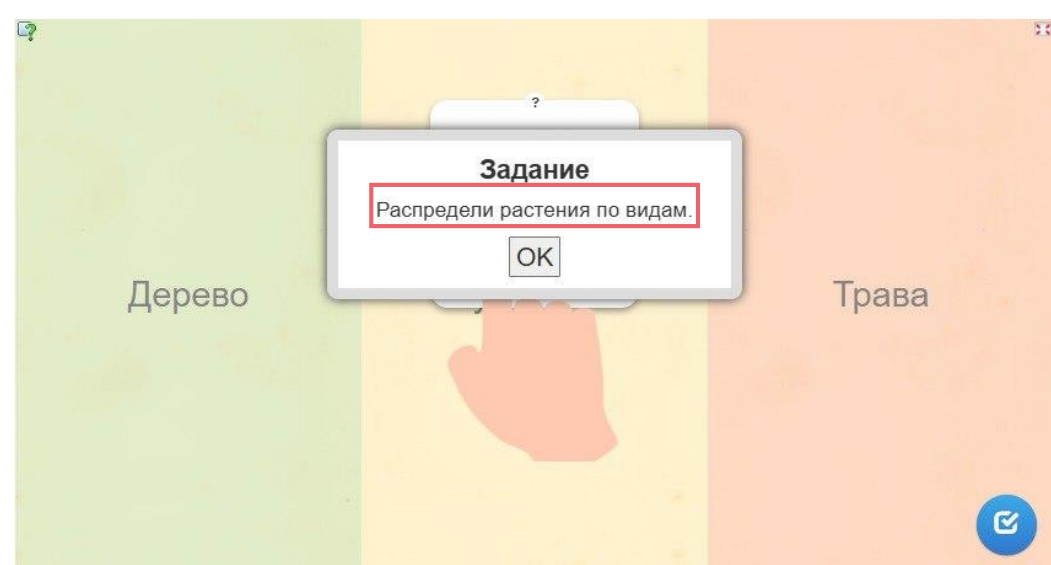 ?
Задание
Распредели растения по видам.
OK
Дерево
Трава